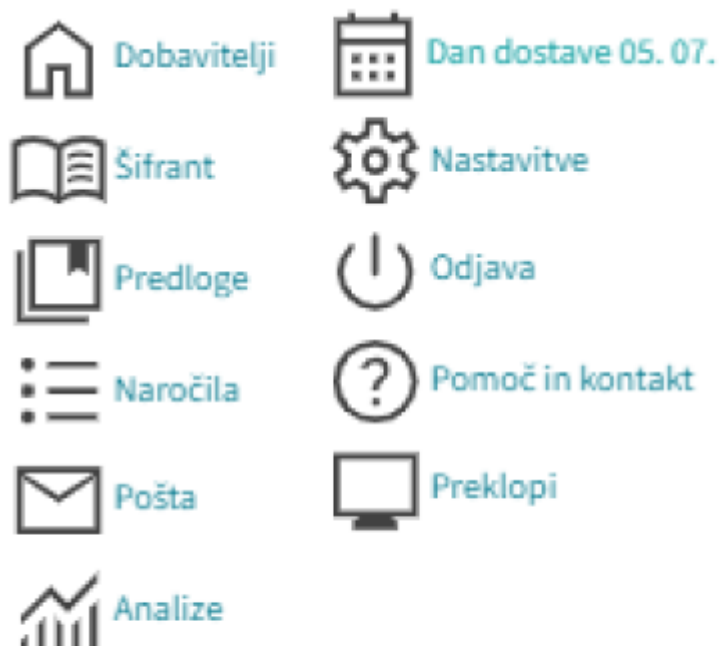 Dobavitelji
Šifrant
Predloge
Naročila
Pošta
Analize
Dan dostave 05. 07.
Nastavitve
Odjava
Pomoč in kontakt
Preklopi